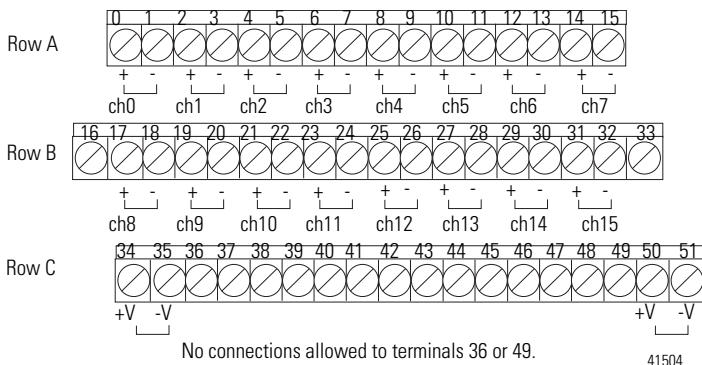 0 1 2 3 4 5 6 7 8 9 10 11 12 13 14 15
Row A
+ - + - + - + - + - + - + - + -
ch0 ch1 ch2 ch3 ch4 ch5 ch6 ch7
16 17 18 19 20 21 22 23 24 25 26 27 28 29 30 31 32 33
Row B
+ - + - + - + - + - + - + - + -
ch8 ch9 ch10 ch11 ch12 ch13 ch14 ch15
34 35 36 37 38 39 40 41 42 43 44 45 46 47 48 49 50 51
Row C
+V -V +V -V
No connections allowed to terminals 36 or 49.
41504